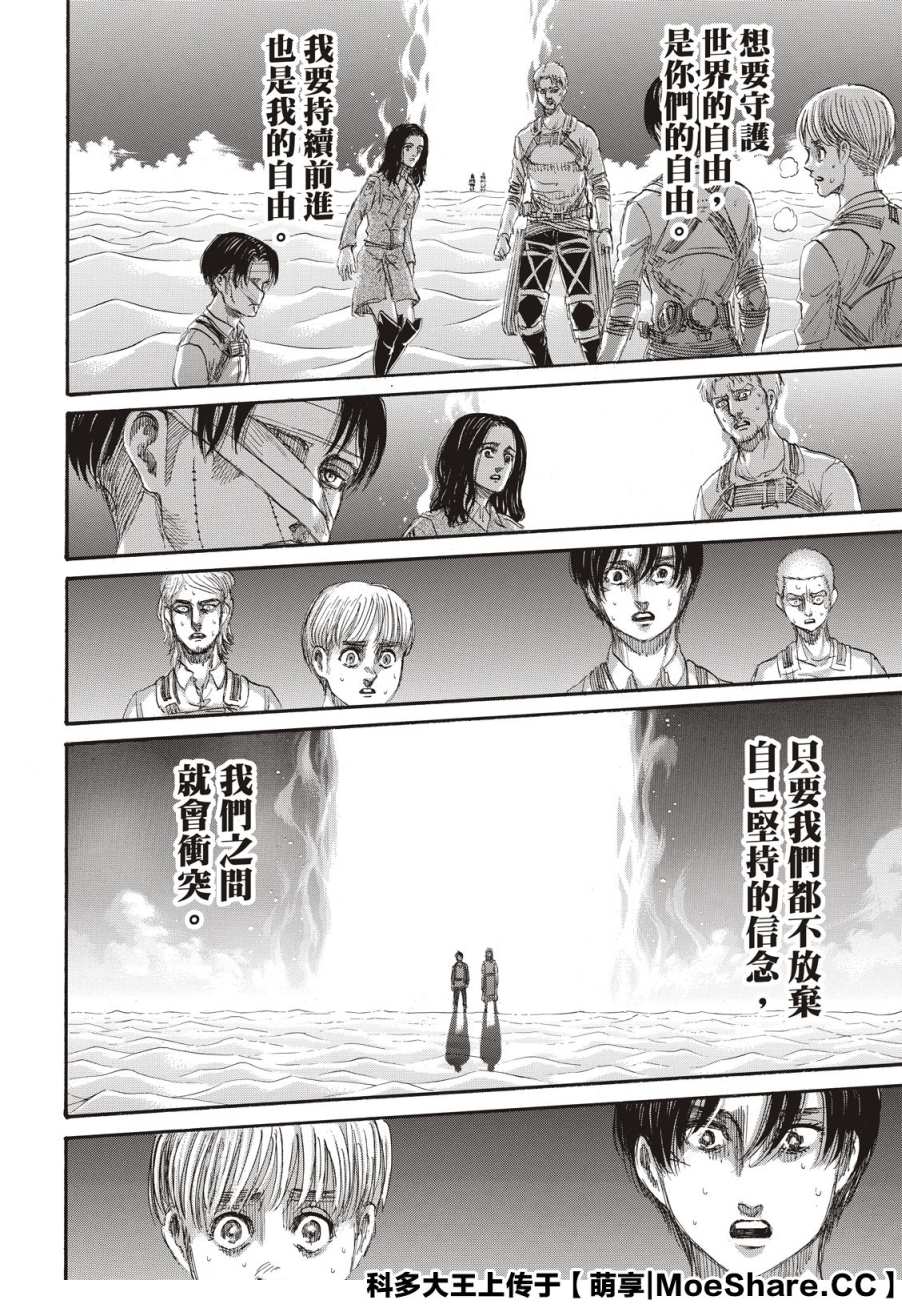 想要守護
世界的自由，
是你們的自由。
我要持續前進
也是我的自由。
只要我們都不放棄
自己堅持的信念，
我們之間
就會衝突。
科多大王上传于【萌享|MoeShare.CC】